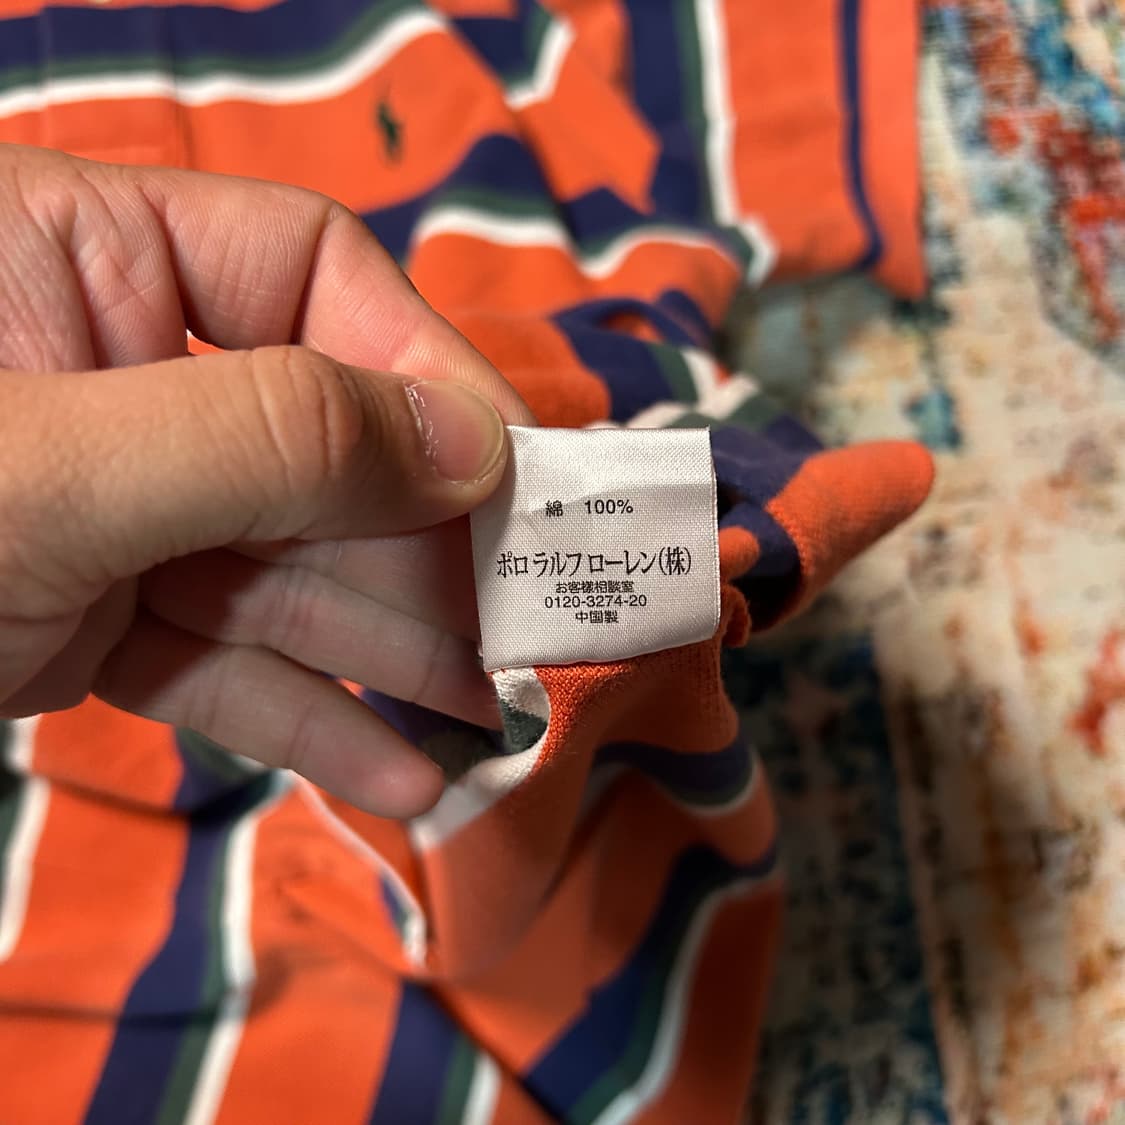 綿 100%
ポロ ラルフ ローレン(株)
お客様相談室
0120-3274-20
中国製